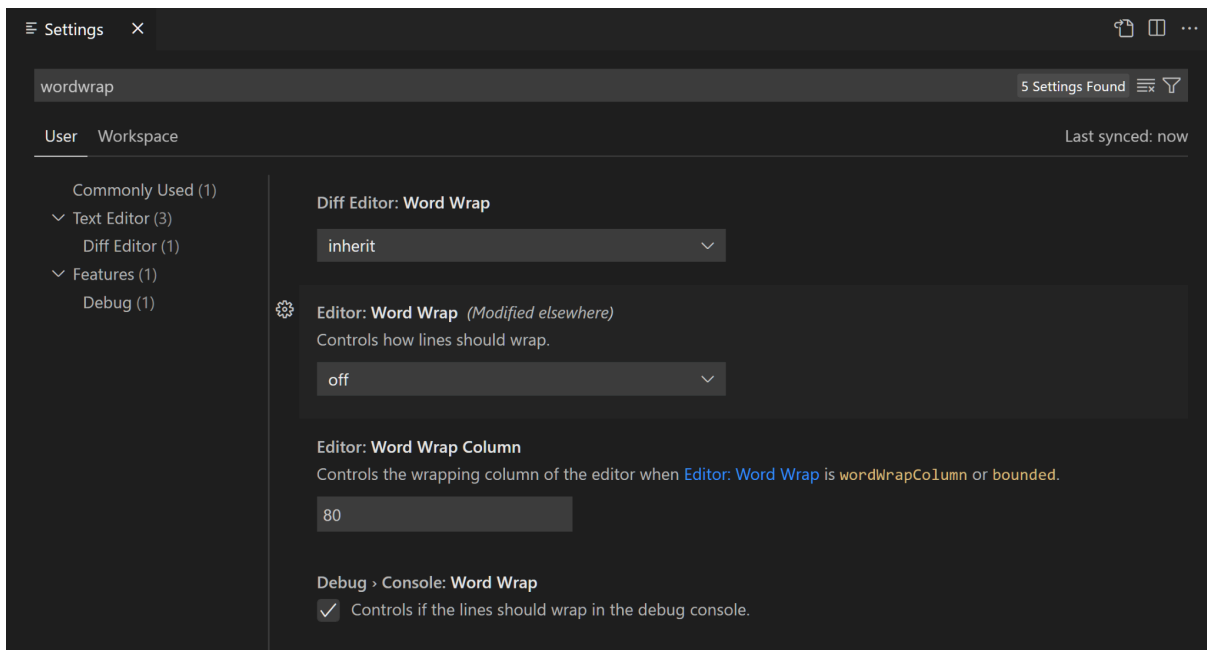 Settings
wordwrap
5 Settings Found
User Workspace
Last synced: now
Commonly Used (1)
Text Editor (3)
Diff Editor (1)
Features (1)
Debug (1)
Diff Editor: Word Wrap
inherit
Editor: Word Wrap (Modified elsewhere)
Controls how lines should wrap.
off
Editor: Word Wrap Column
Controls the wrapping column of the editor when Editor: Word Wrap is wordWrapColumn or bounded.
80
Debug › Console: Word Wrap
Controls if the lines should wrap in the debug console.